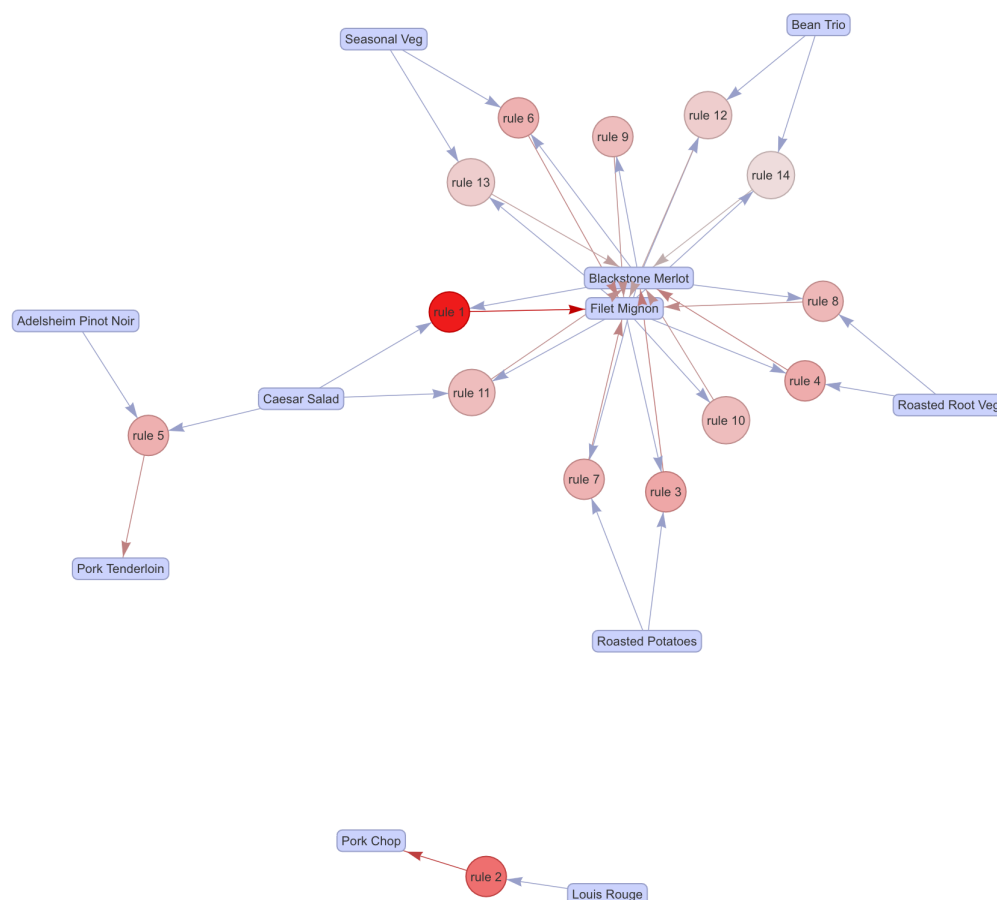 Bean Trio
Seasonal Veg
rule 12
rule 6
rule 9
rule 14
rule 13
Blackstone Merlot
rule 8
Filet Mignon
rule 1
Adelsheim Pinot Noir
rule 4
rule 11
Caesar Salad
Roasted Root Veg
rule 10
rule 5
rule 7
rule 3
Pork Tenderloin
Roasted Potatoes
Pork Chop
rule 2
Louis Rouge